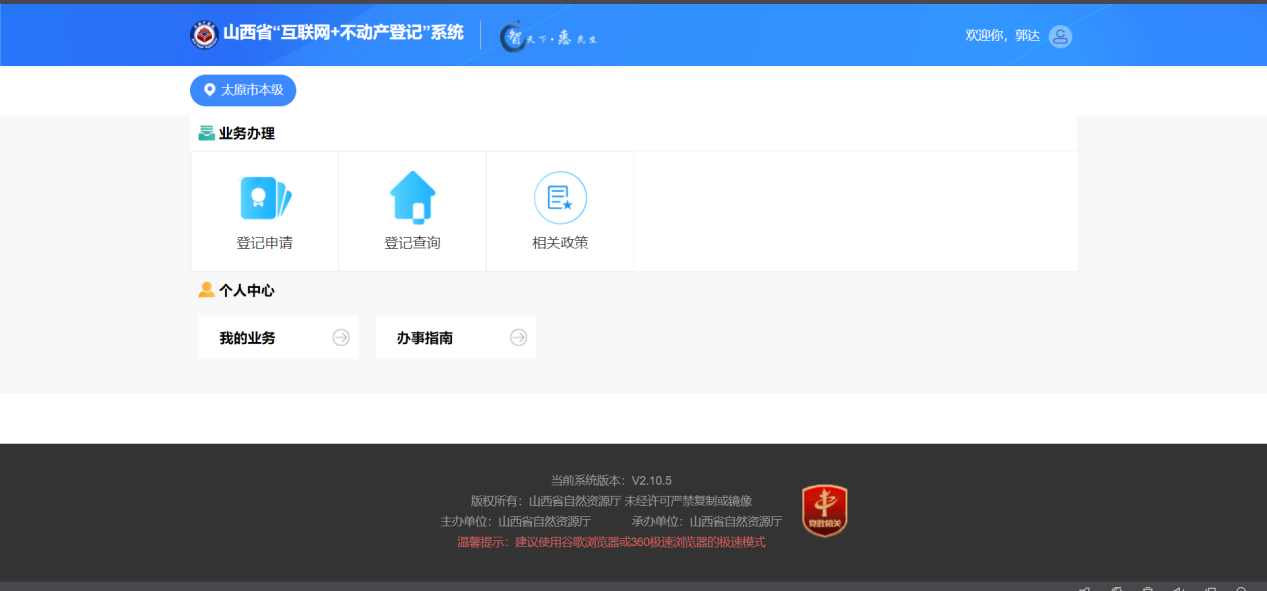 山西省“互联网+不动产登记”系统
智天下·惠民生
欢迎你，郭达
太原市本级
业务办理
登记申请
登记查询
相关政策
个人中心
我的业务
办事指南
当前系统版本：V2.10.5
版权所有：山西省自然资源厅 未经许可严禁复制或镜像
主办单位：山西省自然资源厅 承办单位：山西省自然资源厅
温馨提示：建议使用谷歌浏览器或360极速浏览器的极速模式
党政机关